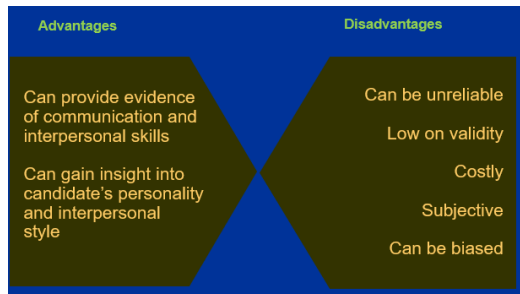 Advantages
Can provide evidence
of communication and
interpersonal skills
Can gain insight into
candidate's personality
and interpersonal
style
Disadvantages
Can be unreliable
Low on validity
Costly
Subjective
Can be biased